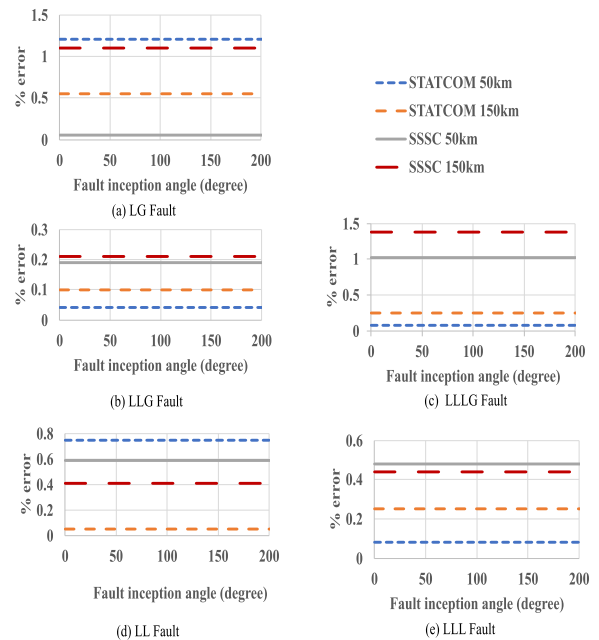 1.5
1
0.5
0
% error
0 50 100 150 200
Fault inception angle (degree)
(a) LG Fault
STATCOM 50km
STATCOM 150km
SSSC 50km
SSSC 150km
0.3
0.2
0.1
0
% error
0 50 100 150 200
Fault inception angle (degree)
(b) LLG Fault
1.5
1
0.5
0
% error
0 50 100 150 200
Fault inception angle (degree)
(c) LLLG Fault
0.8
0.6
0.4
0.2
0
% error
0 50 100 150 200
Fault inception angle (degree)
(d) LL Fault
0.6
0.4
0.2
0
% error
0 50 100 150 200
Fault inception angle (degree)
(e) LLL Fault